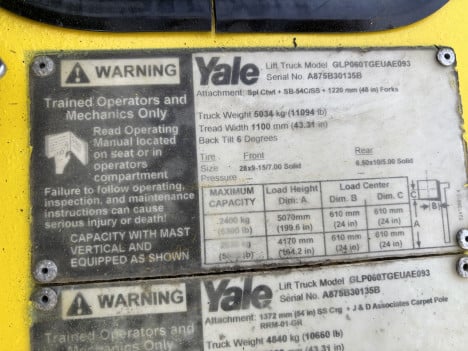 WARNING
Trained Operators and
Mechanics Only
Read Operating
Manual located
on seat or in
operators
compartment
Failure to follow operating,
inspection, and maintenance
instructions can cause
serious injury or death!
CAPACITY WITH MAST
VERTICAL AND
EQUIPPED AS SHOWN
Yale
Lift Truck Model GLP060TGEUAE093
Serial No. A875B30135B
Attachment: Spl Ctwt + SB-54C/SS + 1220 mm (48 in) Forks
Truck Weight 5034 kg (11094 lb)
Tread Width 1100 mm (43.31 in)
Back Tilt 6 Degrees
Tire Front Rear
Size 28x9-15/7.00 Solid 6.50x10/5.00 Solid
Pressure
MAXIMUM CAPACITY
Load Height Dim. A
Load Center
Dim. B Dim. C
2400 kg 5070mm 610 mm 610 mm
(199.6 in) (24 in) (24 in)
4170 mm 610 mm 610 mm
(164.2 in) (24 in) (24 in)
C
B
A
WARNING
Trained Operators and
Yale
Lift Truck Model GLP060TGEUAE093
Serial No. A875B30135B
Attachment: 1372 mm (54 in) SS Crg + J & D Associates Carpet Pole
RRM-01-GR
Truck Weight 4840 kg (10660 lb)